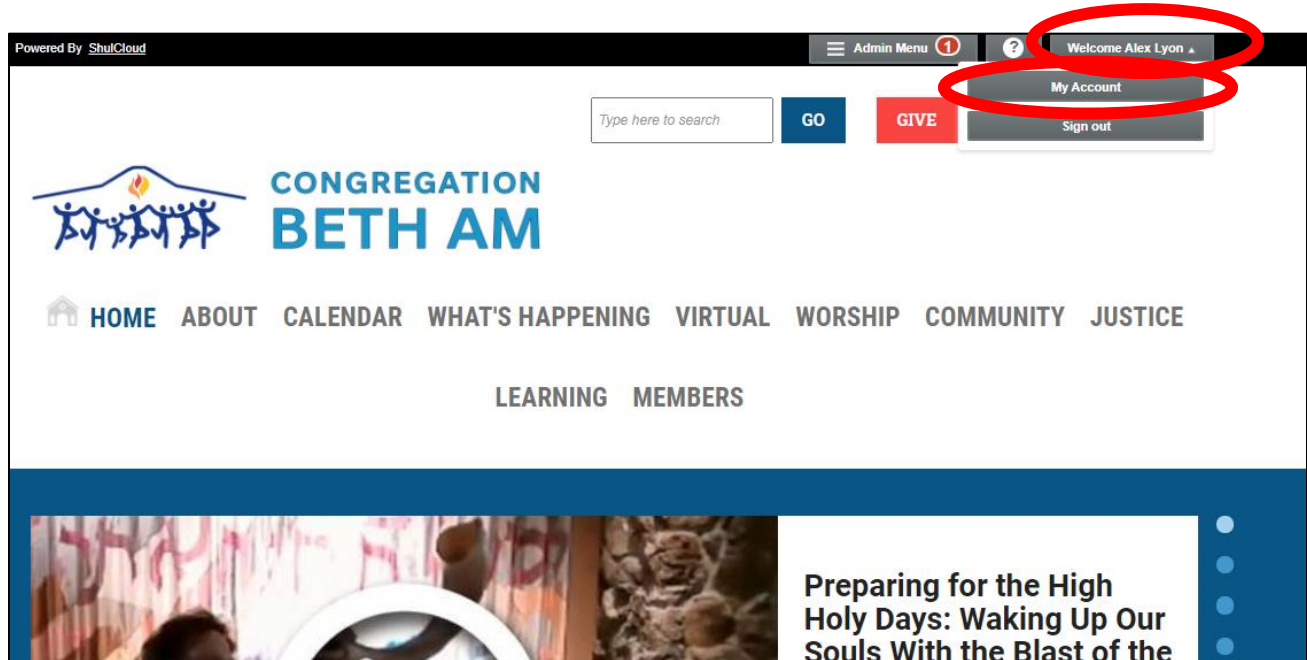 Powered By ShulCloud
Admin Menu 1
?
Welcome Alex Lyon ▲
My Account
Sign out
Type here to search
GO
GIVE
CONGREGATION
BETH AM
HOME ABOUT CALENDAR WHAT'S HAPPENING VIRTUAL WORSHIP COMMUNITY JUSTICE
LEARNING MEMBERS
Preparing for the High
Holy Days: Waking Up Our
Souls With the Blast of the